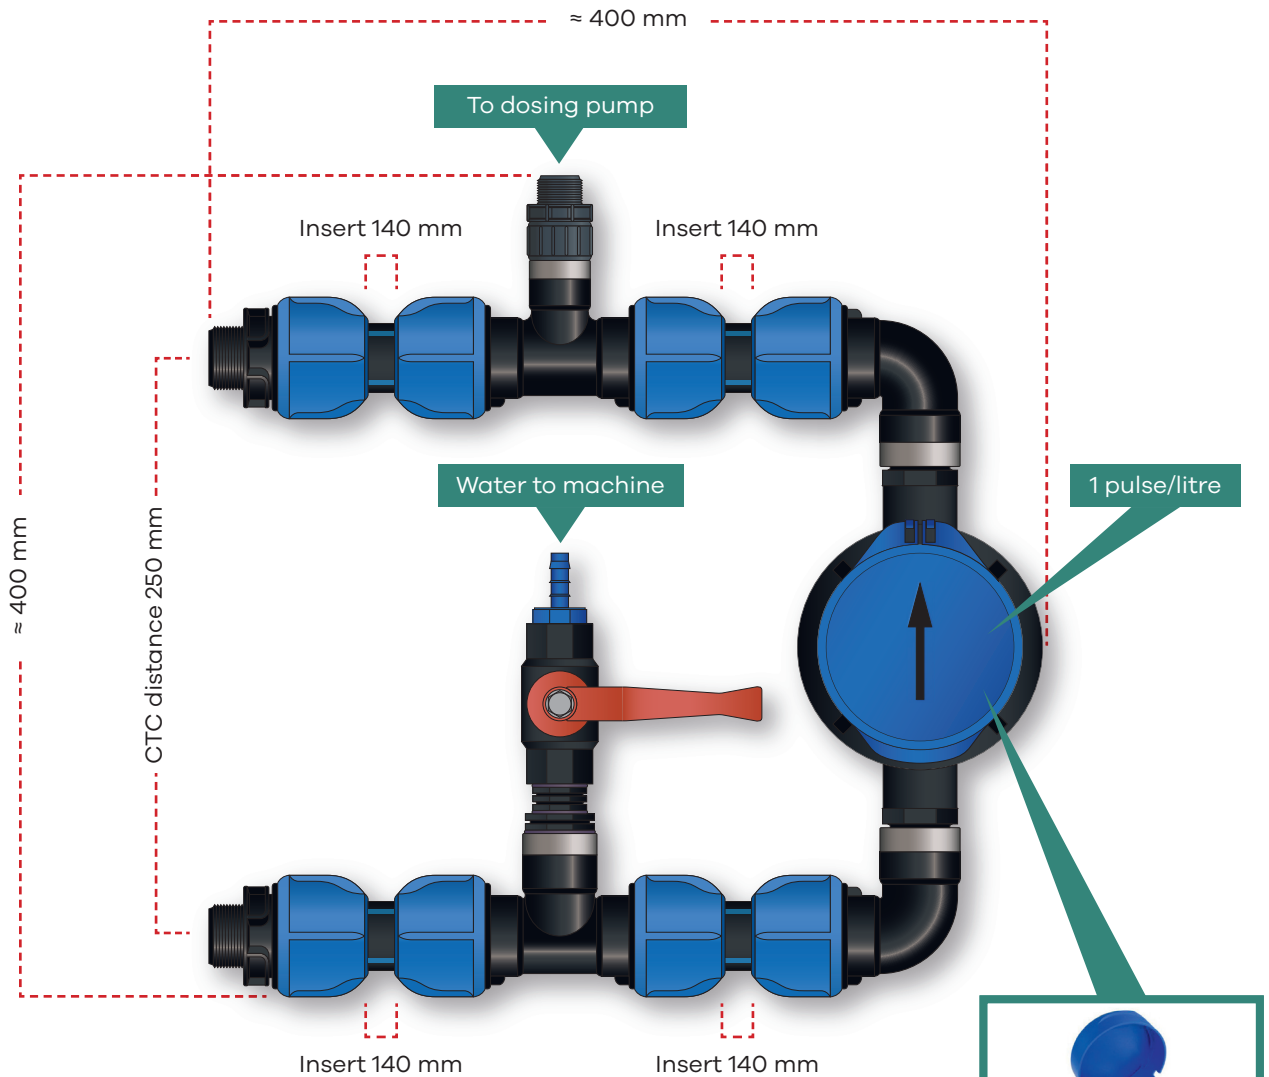 ≈ 400 mm
To dosing pump
Insert 140 mm
Insert 140 mm
Water to machine
1 pulse/litre
≈ 400 mm
CTC distance 250 mm
Insert 140 mm
Insert 140 mm